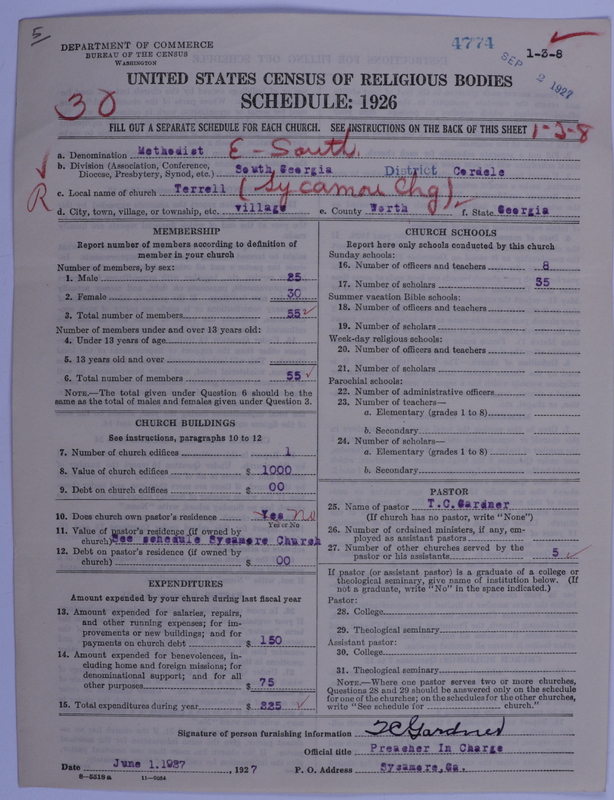 5
DEPARTMENT OF COMMERCE
BUREAU OF THE CENSUS
WASHINGTON
4774
1-3-8
SEP 2 1927
UNITED STATES CENSUS OF RELIGIOUS BODIES
30
SCHEDULE: 1926
FILL OUT A SEPARATE SCHEDULE FOR EACH CHURCH. SEE INSTRUCTIONS ON THE BACK OF THIS SHEET 1-3-8
a. Denomination Methodist E-South.
b. Division (Association, Conference, Diocese, Presbytery, Synod, etc.) South Georgia District Cordele
R
c. Local name of church Terrell (Sycamou Chg)
d. City, town, village, or township, etc. village e. County Worth f. State Georgia
MEMBERSHIP
Report number of members according to definition of
member in your church
Number of members, by sex:
1. Male 25
2. Female 30
3. Total number of members 55
Number of members under and over 13 years old:
4. Under 13 years of age
5. 13 years old and over
6. Total number of members 55
NOTE.—The total given under Question 6 should be
same as the total of males and females given under Question 3.
CHURCH BUILDINGS
See instructions, paragraphs 10 to 12
7. Number of church edifices 1
8. Value of church edifices $ 1000
9. Debt on church edifices $ 00
10. Does church own pastor's residence Yes No
Yes or No
11. Value of pastor's residence (if owned by
church) See schedule Sycamore Church
12. Debt on pastor's residence (if owned by
church) $ 00
EXPENDITURES
Amount expended by your church during last fiscal year
13. Amount expended for salaries, repairs,
and other running expenses; for im-
provements or new buildings; and for
payments on church debt $ 150
14. Amount expended for benevolences, in-
cluding home and foreign missions; for
denominational support; and for all
other purposes $ 75
15. Total expenditures during year $ 225
CHURCH SCHOOLS
Report here only schools conducted by this church
Sunday schools:
16. Number of officers and teachers 8
17. Number of scholars 35
Summer vacation Bible schools:
18. Number of officers and teachers
19. Number of scholars
Week-day religious schools:
20. Number of officers and teachers
21. Number of scholars
Parochial schools:
22. Number of administrative officers
23. Number of teachers—
a. Elementary (grades 1 to 8)
b. Secondary
24. Number of scholars—
a. Elementary (grades 1 to 8)
b. Secondary
PASTOR
25. Name of pastor T.C.Gardner
(If church has no pastor, write "None")
26. Number of ordained ministers, if any, em-
ployed as assistant pastors
27. Number of other churches served by the
pastor or his assistants 5
If pastor (or assistant pastor) is a graduate of a college or
theological seminary, give name of institution below. (If
not a graduate, write "No" in the space indicated.)
Pastor:
28. College
29. Theological seminary
Assistant pastor:
30. College
31. Theological seminary
NOTE.—Where one pastor serves two or more churches,
Questions 28 and 29 should be answered only on the schedule
for one of the churches; on the schedules for the other churches,
write "See schedule for church."
Signature of person furnishing information T C Gardner
Official title Preacher In Charge
Date June 1.1927, 1927 P. O. Address Sycamore, Ga.
8-5518a 11-9084